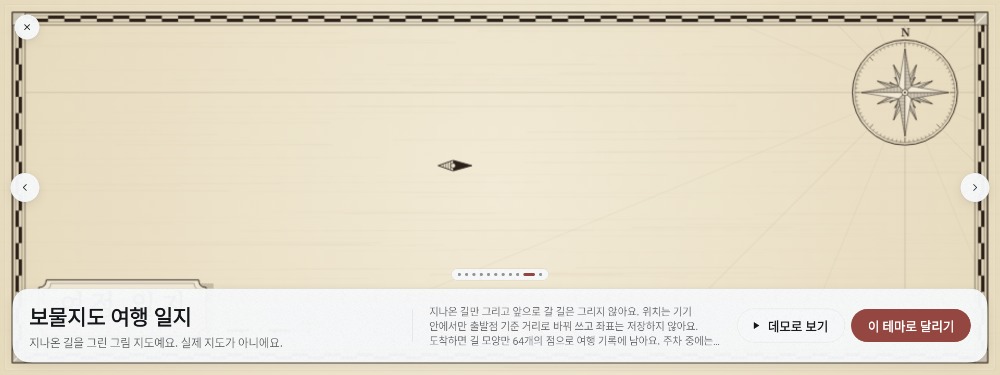 N
보물지도 여행 일지
지나온 길을 그린 그림 지도예요. 실제 지도가 아니에요.
지나온 길만 그리고 앞으로 갈 길은 그리지 않아요. 위치는 기기
안에서만 출발점 기준 거리로 바꿔 쓰고 좌표는 저장하지 않아요.
도착하면 길 모양만 64개의 점으로 여행 기록에 남아요. 주차 중에는...
데모로 보기
이 테마로 달리기